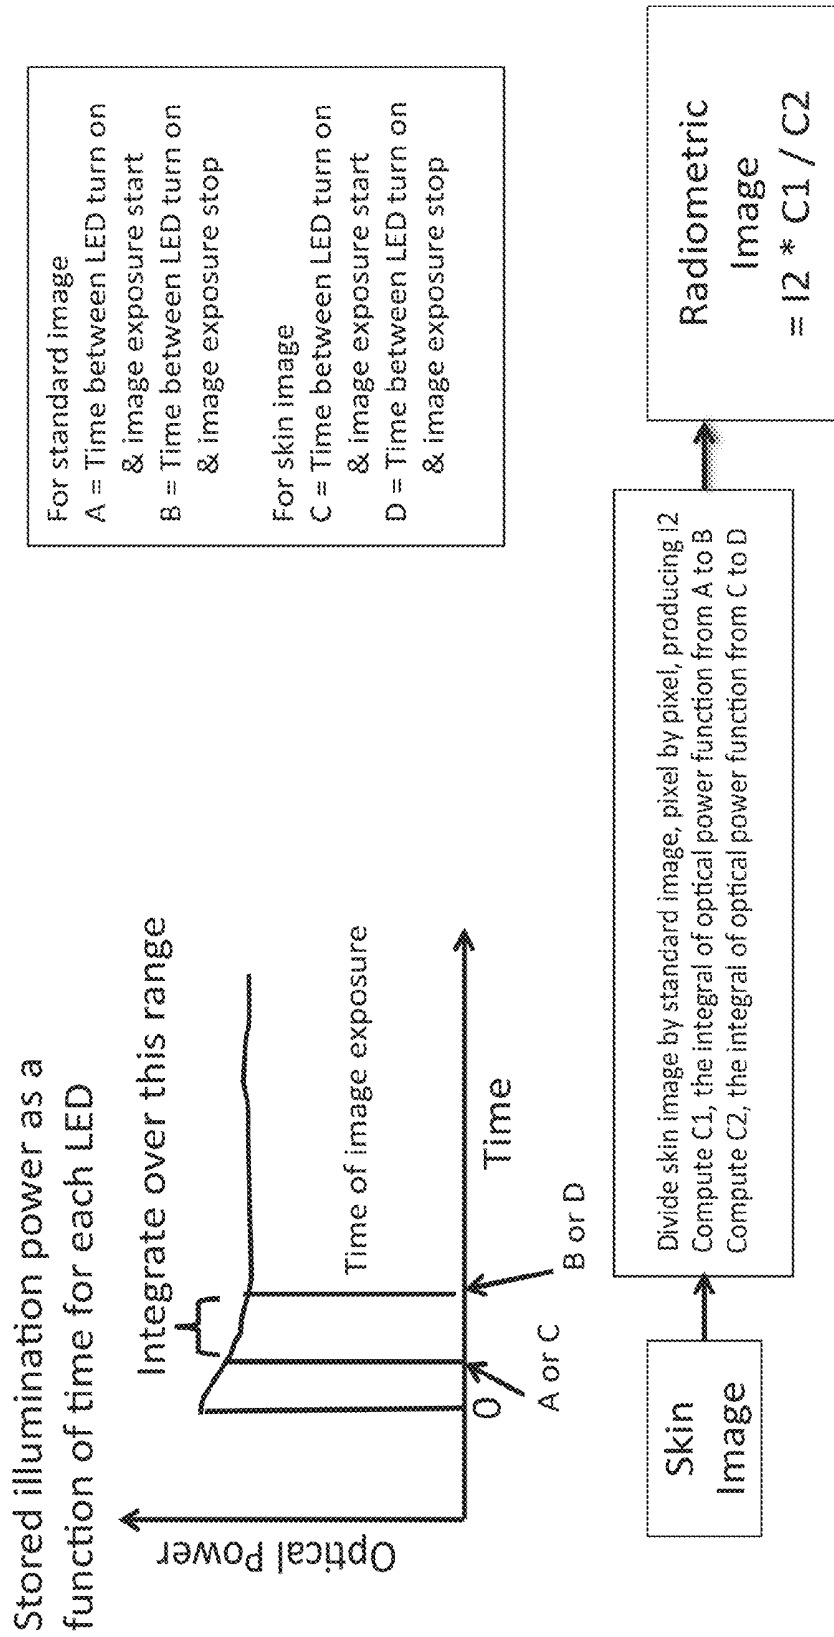 Stored illumination power as a
function of time for each LED
Integrate over this range
Optical Power
Time of image exposure
0
Time
A or C
B or D
For standard image
A = Time between LED turn on
& image exposure start
B = Time between LED turn on
& image exposure stop
For skin image
C = Time between LED turn on
& image exposure start
D = Time between LED turn on
& image exposure stop
Skin
Image
Divide skin image by standard image, pixel by pixel, producing I2
Compute C1, the integral of optical power function from A to B
Compute C2, the integral of optical power function from C to D
Radiometric
Image
= I2 * C1 / C2